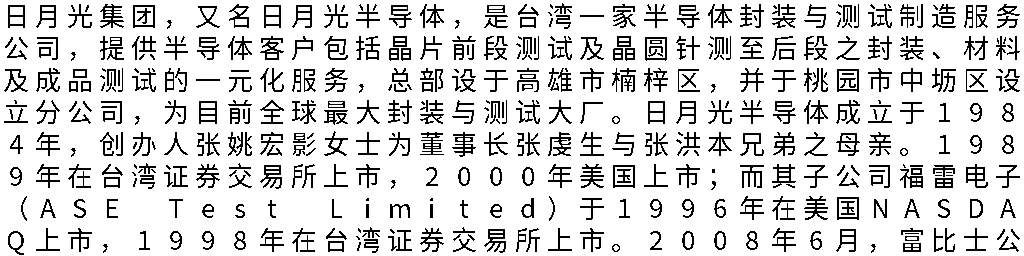 日月光集团，又名日月光半导体，是台湾一家半导体封装与测试制造服务
公司，提供半导体客户包括晶片前段测试及晶圆针测至后段之封装、材料
及成品测试的一元化服务，总部设于高雄市楠梓区，并于桃园市中坜区设
立分公司，为目前全球最大封装与测试大厂。日月光半导体成立于１９８
４年，创办人张姚宏影女士为董事长张虔生与张洪本兄弟之母亲。１９８
９年在台湾证券交易所上市，２０００年美国上市；而其子公司福雷电子
（ＡＳＥ　Ｔｅｓｔ　Ｌｉｍｉｔｅｄ）于１９９６年在美国ＮＡＳＤＡ
Ｑ上市，１９９８年在台湾证券交易所上市。２００８年６月，富比士公